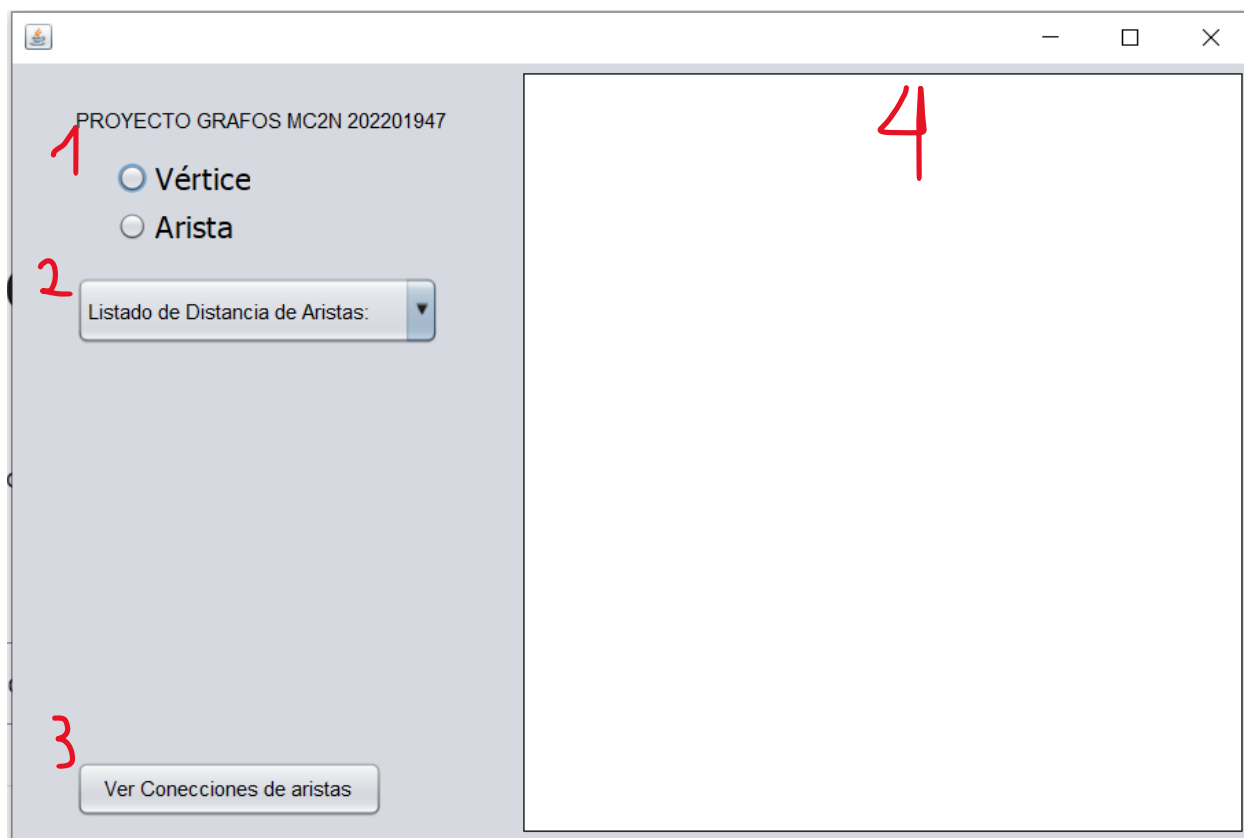 4
PROYECTO GRAFOS MC2N 202201947
1
Vértice
Arista
2
Listado de Distancia de Aristas:
3
Ver Conecciones de aristas